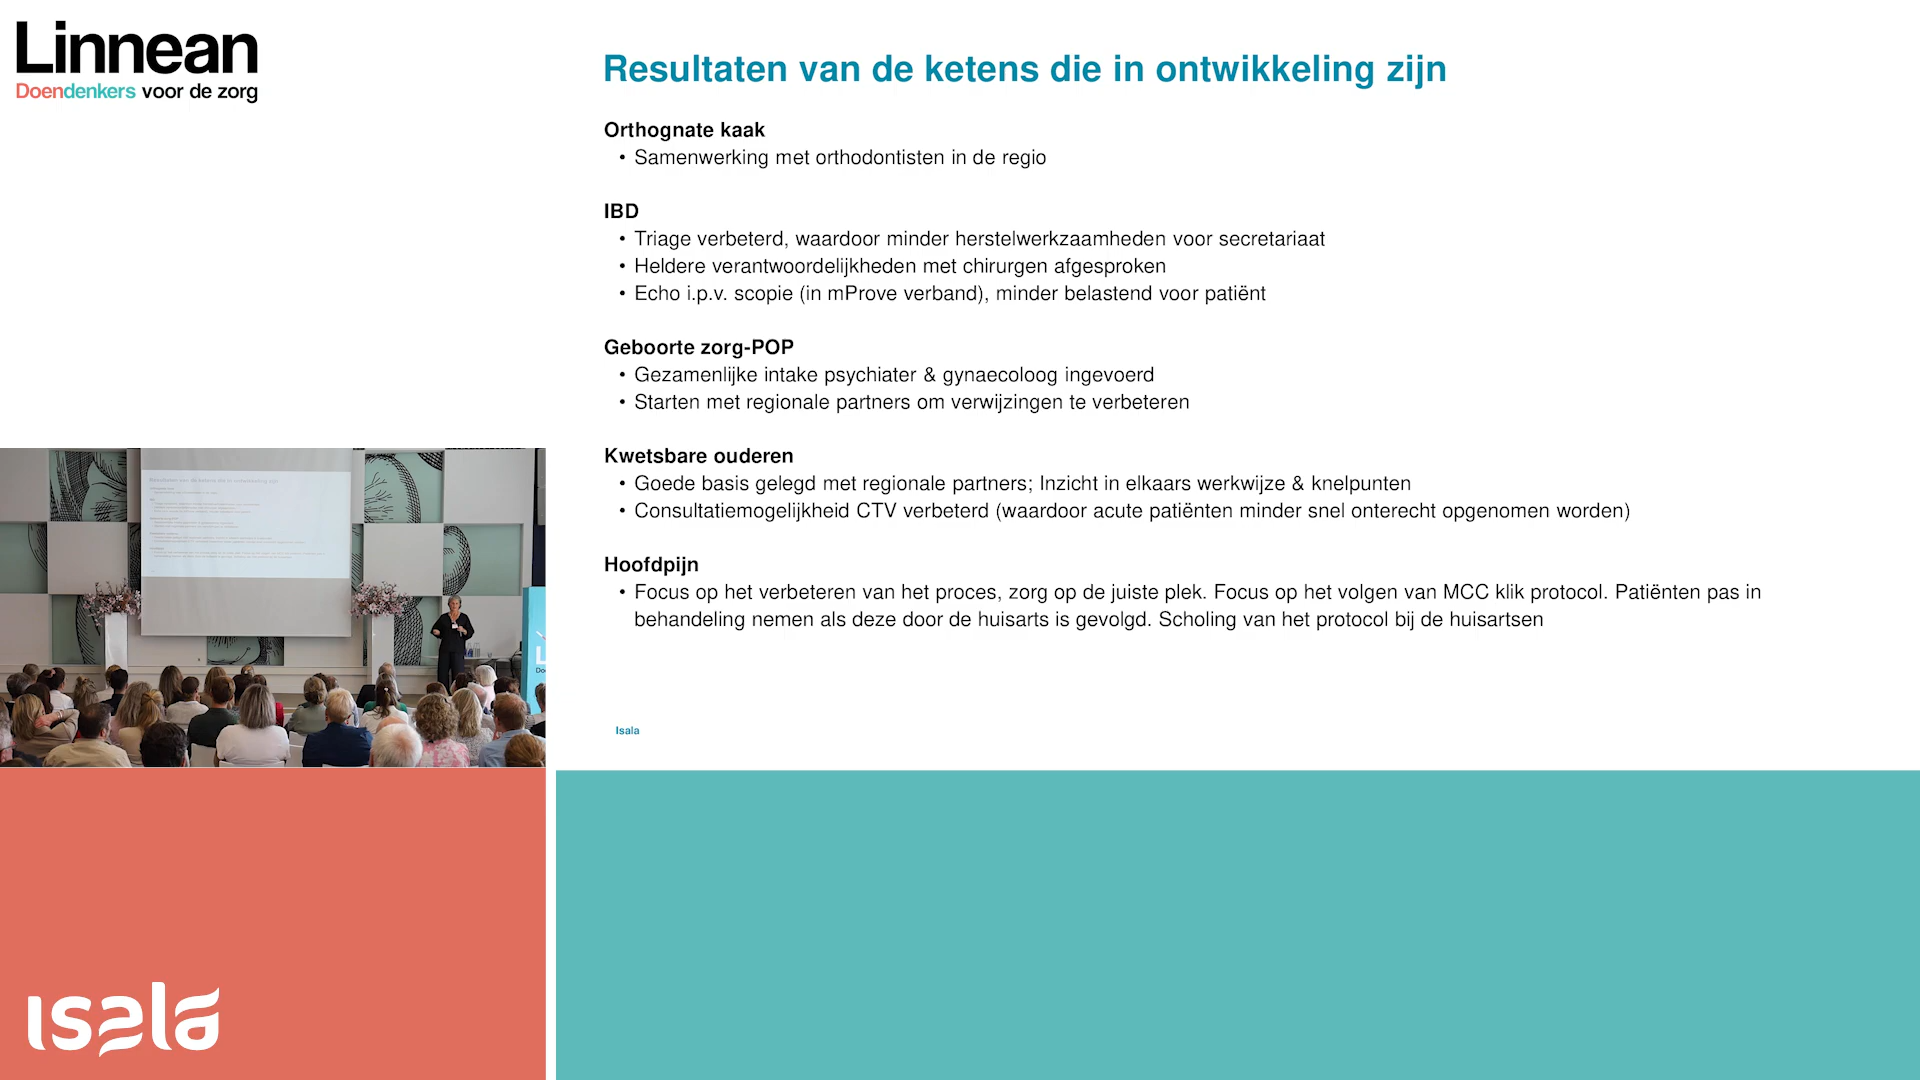 Linnean
Doendenkers voor de zorg
Resultaten van de ketens die in ontwikkeling zijn
Orthognate kaak
• Samenwerking met orthodontisten in de regio
IBD
• Triage verbeterd, waardoor minder herstelwerkzaamheden voor secretariaat
• Heldere verantwoordelijkheden met chirurgen afgesproken
• Echo i.p.v. scopie (in mProve verband), minder belastend voor patiënt
Geboorte zorg-POP
• Gezamenlijke intake psychiater & gynaecoloog ingevoerd
• Starten met regionale partners om verwijzingen te verbeteren
Kwetsbare ouderen
• Goede basis gelegd met regionale partners; Inzicht in elkaars werkwijze & knelpunten
• Consultatiemogelijkheid CTV verbeterd (waardoor acute patiënten minder snel onterecht opgenomen worden)
Hoofdpijn
• Focus op het verbeteren van het proces, zorg op de juiste plek. Focus op het volgen van MCC klik protocol. Patiënten pas in
behandeling nemen als deze door de huisarts is gevolgd. Scholing van het protocol bij de huisartsen
Isala
isala